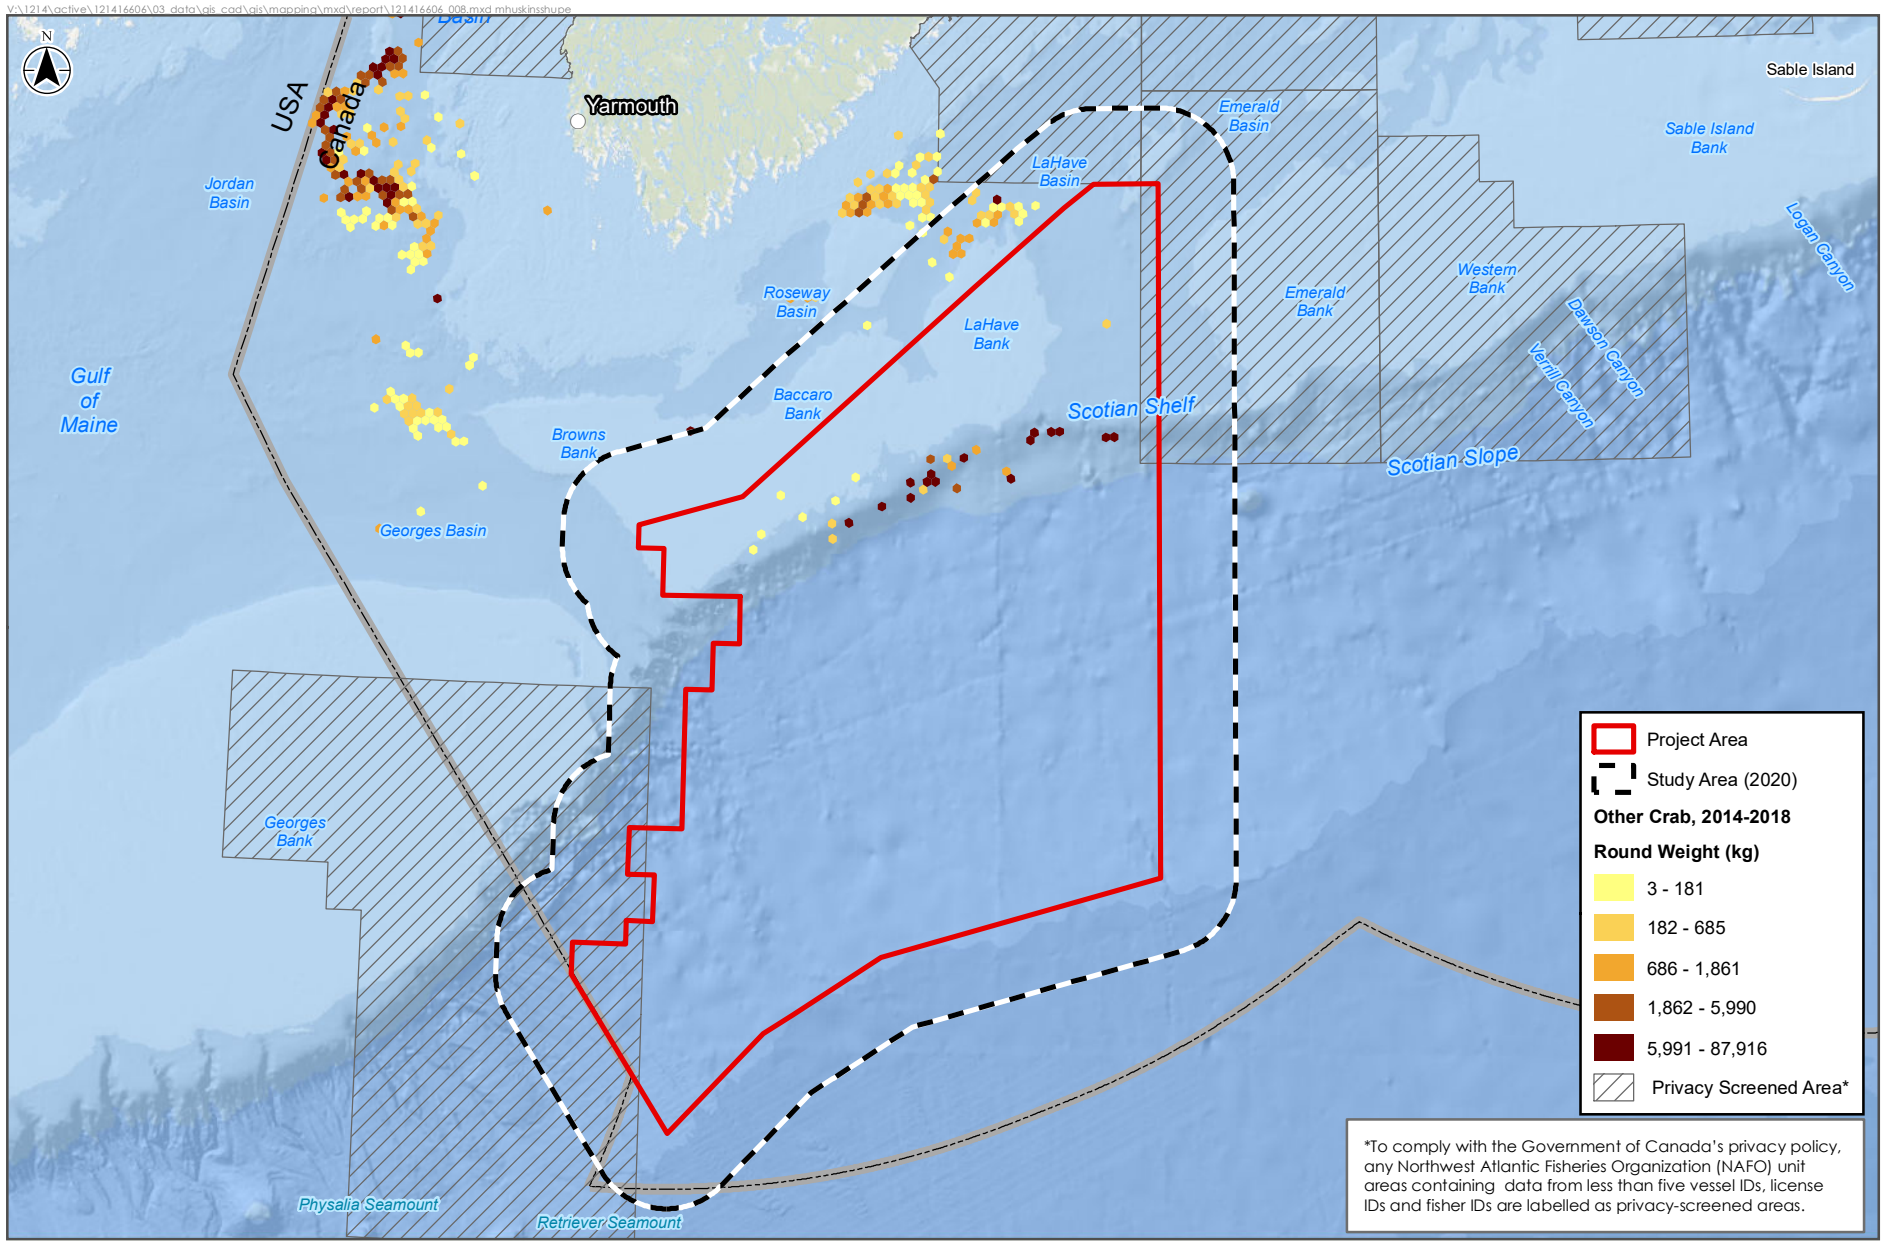 V:\1214\active\121416606\03_data\gis_cad\gis\mapping\mxd\report\121416606_008.mxd mhuskinsshupe
Basin
N
Sable Island
USA
Canada
Yarmouth
Emerald
Basin
Sable Island
Bank
LaHave
Basin
Jordan
Basin
Logan Canyon
Roseway
Basin
Emerald
Bank
Western
Bank
LaHave
Bank
Dawson Canyon
Verrill Canyon
Gulf
of
Maine
Baccaro
Bank
Scotian Shelf
Browns
Bank
Scotian Slope
Georges Basin
Georges
Bank
Physalia Seamount
Retriever Seamount
Project Area
Study Area (2020)
Other Crab, 2014-2018
Round Weight (kg)
3 - 181
182 - 685
686 - 1,861
1,862 - 5,990
5,991 - 87,916
Privacy Screened Area*
*To comply with the Government of Canada's privacy policy,
any Northwest Atlantic Fisheries Organization (NAFO) unit
areas containing data from less than five vessel IDs, license
IDs and fisher IDs are labelled as privacy-screened areas.